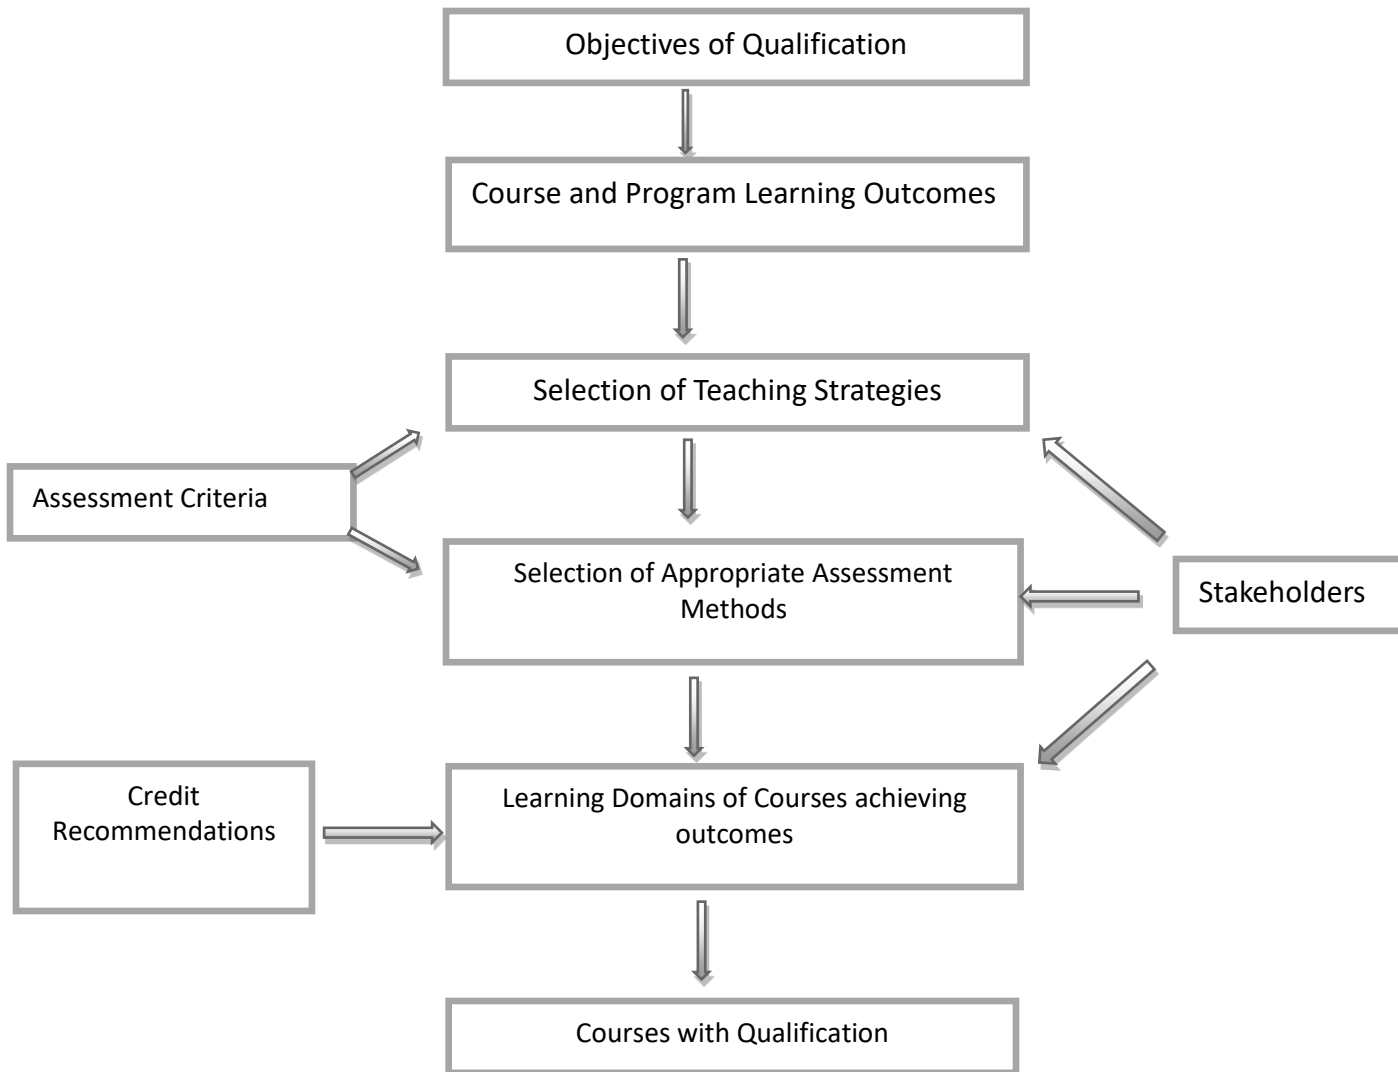 Objectives of Qualification
Course and Program Learning Outcomes
Selection of Teaching Strategies
Assessment Criteria
Selection of Appropriate Assessment
Methods
Stakeholders
Credit
Recommendations
Learning Domains of Courses achieving
outcomes
Courses with Qualification